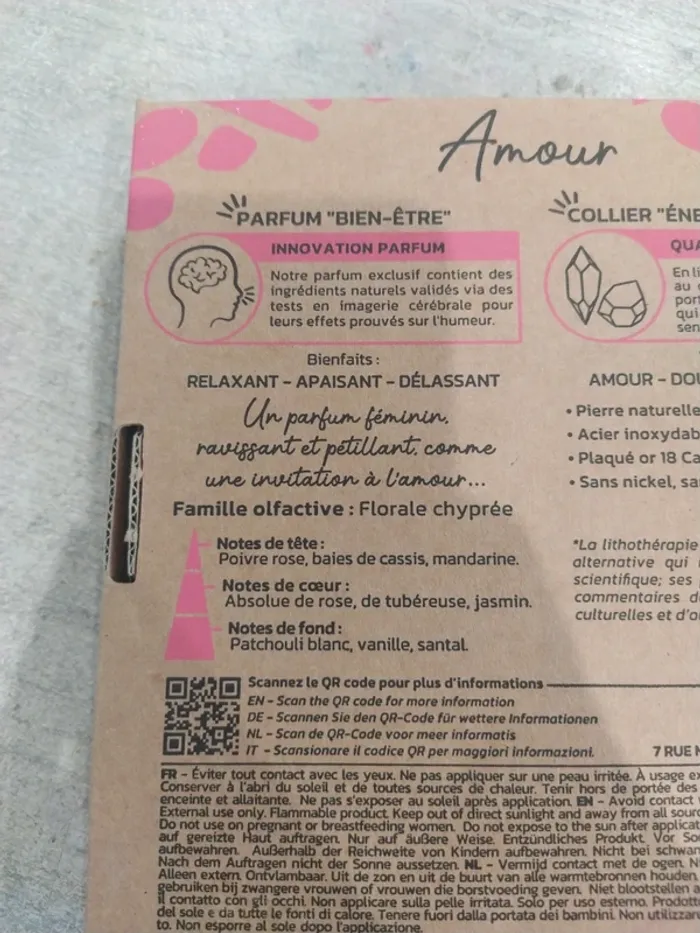 Amour
PARFUM "BIEN-ÊTRE"
INNOVATION PARFUM
Notre parfum exclusif contient des
ingrédients naturels validés via des
tests en imagerie cérébrale pour
leurs effets prouvés sur l'humeur.
Bienfaits :
RELAXANT – APAISANT – DÉLASSANT
Un parfum féminin,
ravissant et pétillant, comme
une invitation à l'amour...
Famille olfactive : Florale chyprée
Notes de tête :
Poivre rose, baies de cassis, mandarine.
Notes de cœur :
Absolue de rose, de tubéreuse, jasmin.
Notes de fond :
Patchouli blanc, vanille, santal.
COLLIER
En
au
qui
AMOUR –
• Pierre naturelle
• Acier
• Plaqué or 18
• Sans nickel,
*La lithothérapie
alternative qui
scientifique; ses
commentaires
culturelles et
Scannez le QR code pour plus d'informations
EN – Scan the QR code for more information
DE – Scannen Sie den QR-Code für wettere Informationen
NL – Scan de QR-Code voor meer informatis
IT – Scansionare il codice QR per maggiori informazioni.
7 RUE
FR – Éviter tout contact avec les yeux. Ne pas appliquer sur une peau irritée. À usage
Conserver à l'abri du soleil et de toutes sources de chaleur. Tenir hors de portée des
enceinte et allaitante. Ne pas s'exposer au soleil après application. EN – Avoid contact
External use only. Flammable product. Keep out of direct sunlight and away from all
Do not use on pregnant or breastfeeding women. Do not expose to the sun after
auf gereizte Haut auftragen. Nur auf äußere Weise. Entzündliches Produkt. Vor
aufbewahren. Außerhalb der Reichweite von Kindern aufbewahren. Nicht bei
Nach dem Auftragen nicht der Sonne aussetzen. NL – Vermijd contact met de ogen.
Alleen extern. Ontvlambaar. Uit de zon en uit de buurt van alle warmtebronnen houden.
gebruiken bij zwangere vrouwen of vrouwen die borstvoeding geven. Niet blootstellen
il contatto con gli occhi. Non applicare sulla pelle irritata. Solo per uso esterno.
del sole e da tutte le fonti di calore. Tenere fuori dalla portata dei bambini. Non
to. Non esporre al sole dopo l'applicazione.